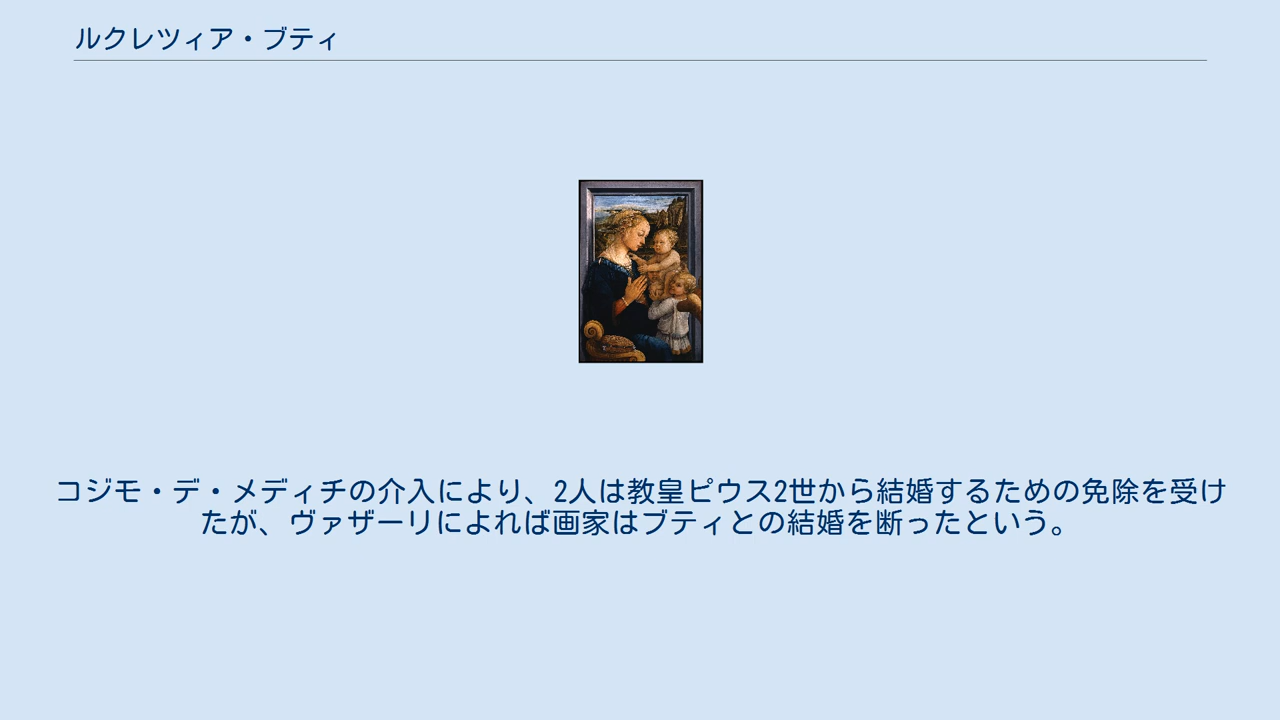 ルクレツィア・ブティ
コジモ・デ・メディチの介入により、2人は教皇ピウス2世から結婚するための免除を受け
たが、ヴァザーリによれば画家はブティとの結婚を断ったという。